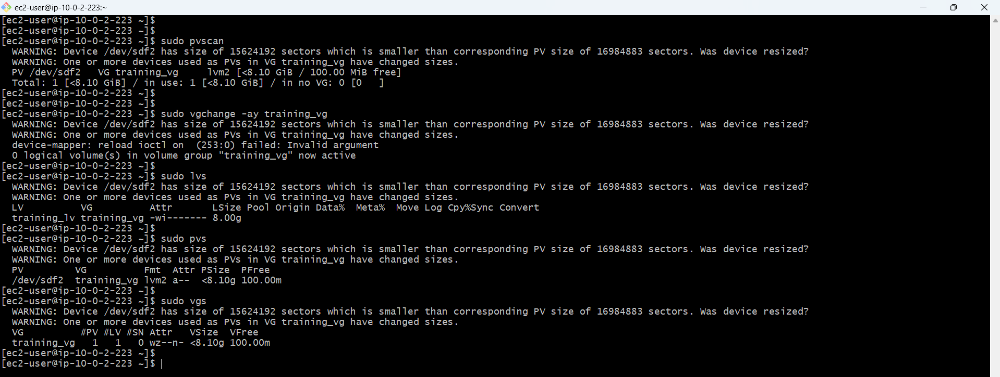 ec2-user@ip-10-0-2-223:~
[ec2-user@ip-10-0-2-223 ~]$
[ec2-user@ip-10-0-2-223 ~]$
[ec2-user@ip-10-0-2-223 ~]$ sudo pvscan
  WARNING: Device /dev/sdf2 has size of 15624192 sectors which is smaller than corresponding PV size of 16984883 sectors. Was device resized?
  WARNING: One or more devices used as PVs in VG training_vg have changed sizes.
  PV /dev/sdf2   VG training_vg     lvm2 [<8.10 GiB / 100.00 MiB free]
  Total: 1 [<8.10 GiB] / in use: 1 [<8.10 GiB] / in no VG: 0 [0   ]
[ec2-user@ip-10-0-2-223 ~]$
[ec2-user@ip-10-0-2-223 ~]$
[ec2-user@ip-10-0-2-223 ~]$ sudo vgchange -ay training_vg
  WARNING: Device /dev/sdf2 has size of 15624192 sectors which is smaller than corresponding PV size of 16984883 sectors. Was device resized?
  WARNING: One or more devices used as PVs in VG training_vg have changed sizes.
  device-mapper: reload ioctl on  (253:0) failed: Invalid argument
  0 logical volume(s) in volume group "training_vg" now active
[ec2-user@ip-10-0-2-223 ~]$
[ec2-user@ip-10-0-2-223 ~]$ sudo lvs
  WARNING: Device /dev/sdf2 has size of 15624192 sectors which is smaller than corresponding PV size of 16984883 sectors. Was device resized?
  WARNING: One or more devices used as PVs in VG training_vg have changed sizes.
  LV          VG          Attr       LSize Pool Origin Data%  Meta%  Move Log Cpy%Sync Convert
  training_lv training_vg -wi------- 8.00g
[ec2-user@ip-10-0-2-223 ~]$
[ec2-user@ip-10-0-2-223 ~]$ sudo pvs
  WARNING: Device /dev/sdf2 has size of 15624192 sectors which is smaller than corresponding PV size of 16984883 sectors. Was device resized?
  WARNING: One or more devices used as PVs in VG training_vg have changed sizes.
  PV         VG          Fmt  Attr PSize  PFree
  /dev/sdf2  training_vg lvm2 a--  <8.10g 100.00m
[ec2-user@ip-10-0-2-223 ~]$
[ec2-user@ip-10-0-2-223 ~]$ sudo vgs
  WARNING: Device /dev/sdf2 has size of 15624192 sectors which is smaller than corresponding PV size of 16984883 sectors. Was device resized?
  WARNING: One or more devices used as PVs in VG training_vg have changed sizes.
  VG          #PV #LV #SN Attr   VSize  VFree
  training_vg   1   1   0 wz--n- <8.10g 100.00m
[ec2-user@ip-10-0-2-223 ~]$
[ec2-user@ip-10-0-2-223 ~]$